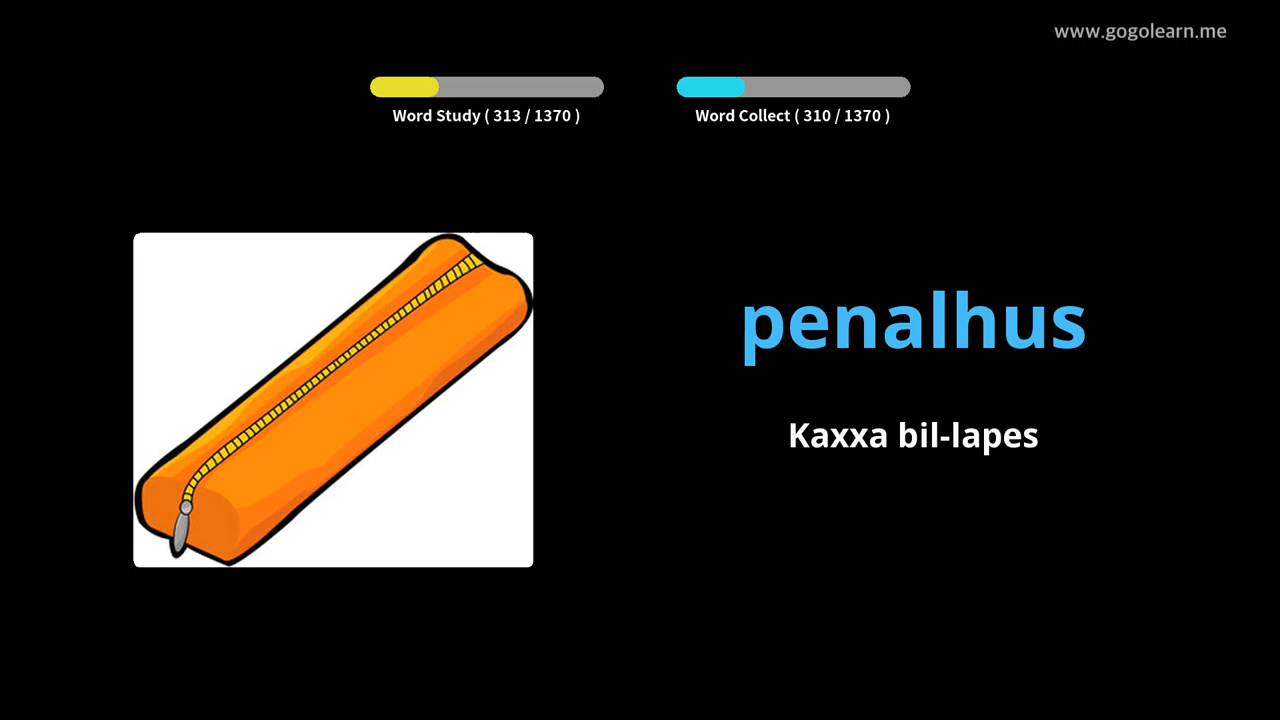 www.gogolearn.me
Word Study ( 313 / 1370 )
Word Collect ( 310 / 1370 )
penalhus
Kaxxa bil-lapes